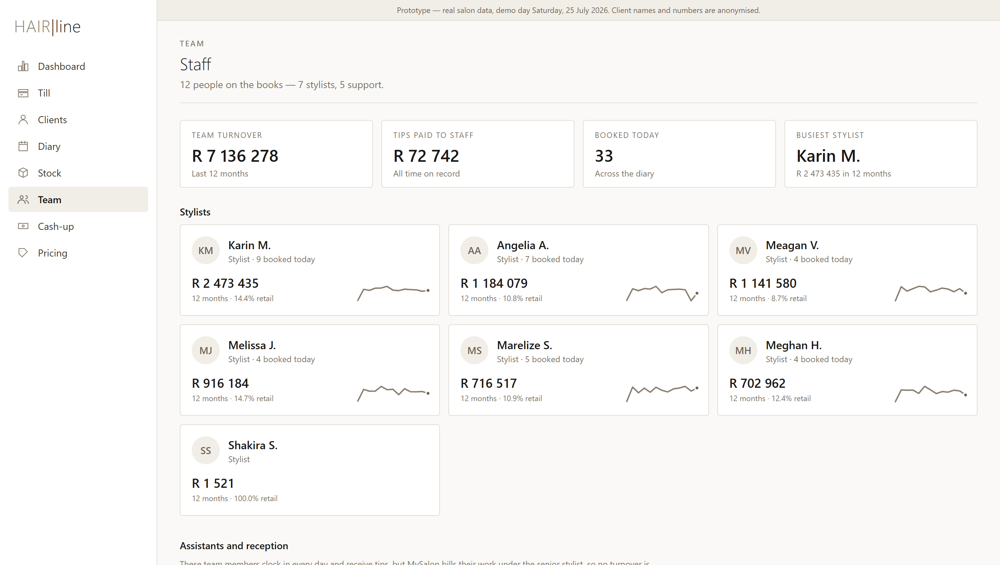 HAIR|line
Dashboard
Till
Clients
Diary
Stock
Team
Cash-up
Pricing
Prototype — real salon data, demo day Saturday, 25 July 2026. Client names and numbers are anonymised.
TEAM
Staff
12 people on the books — 7 stylists, 5 support.
TEAM TURNOVER
R 7 136 278
Last 12 months
TIPS PAID TO STAFF
R 72 742
All time on record
BOOKED TODAY
33
Across the diary
BUSIEST STYLIST
Karin M.
R 2 473 435 in 12 months
Stylists
KM
Karin M.
Stylist · 9 booked today
R 2 473 435
12 months · 14.4% retail
AA
Angelia A.
Stylist · 7 booked today
R 1 184 079
12 months · 10.8% retail
MV
Meagan V.
Stylist · 4 booked today
R 1 141 580
12 months · 8.7% retail
MJ
Melissa J.
Stylist · 4 booked today
R 916 184
12 months · 14.7% retail
MS
Marelize S.
Stylist · 5 booked today
R 716 517
12 months · 10.9% retail
MH
Meghan H.
Stylist · 4 booked today
R 702 962
12 months · 12.4% retail
SS
Shakira S.
Stylist
R 1 521
12 months · 100.0% retail
Assistants and reception
These team members clock in every day and receive tips, but MySalon bills their work under the senior stylist, so no turnover is